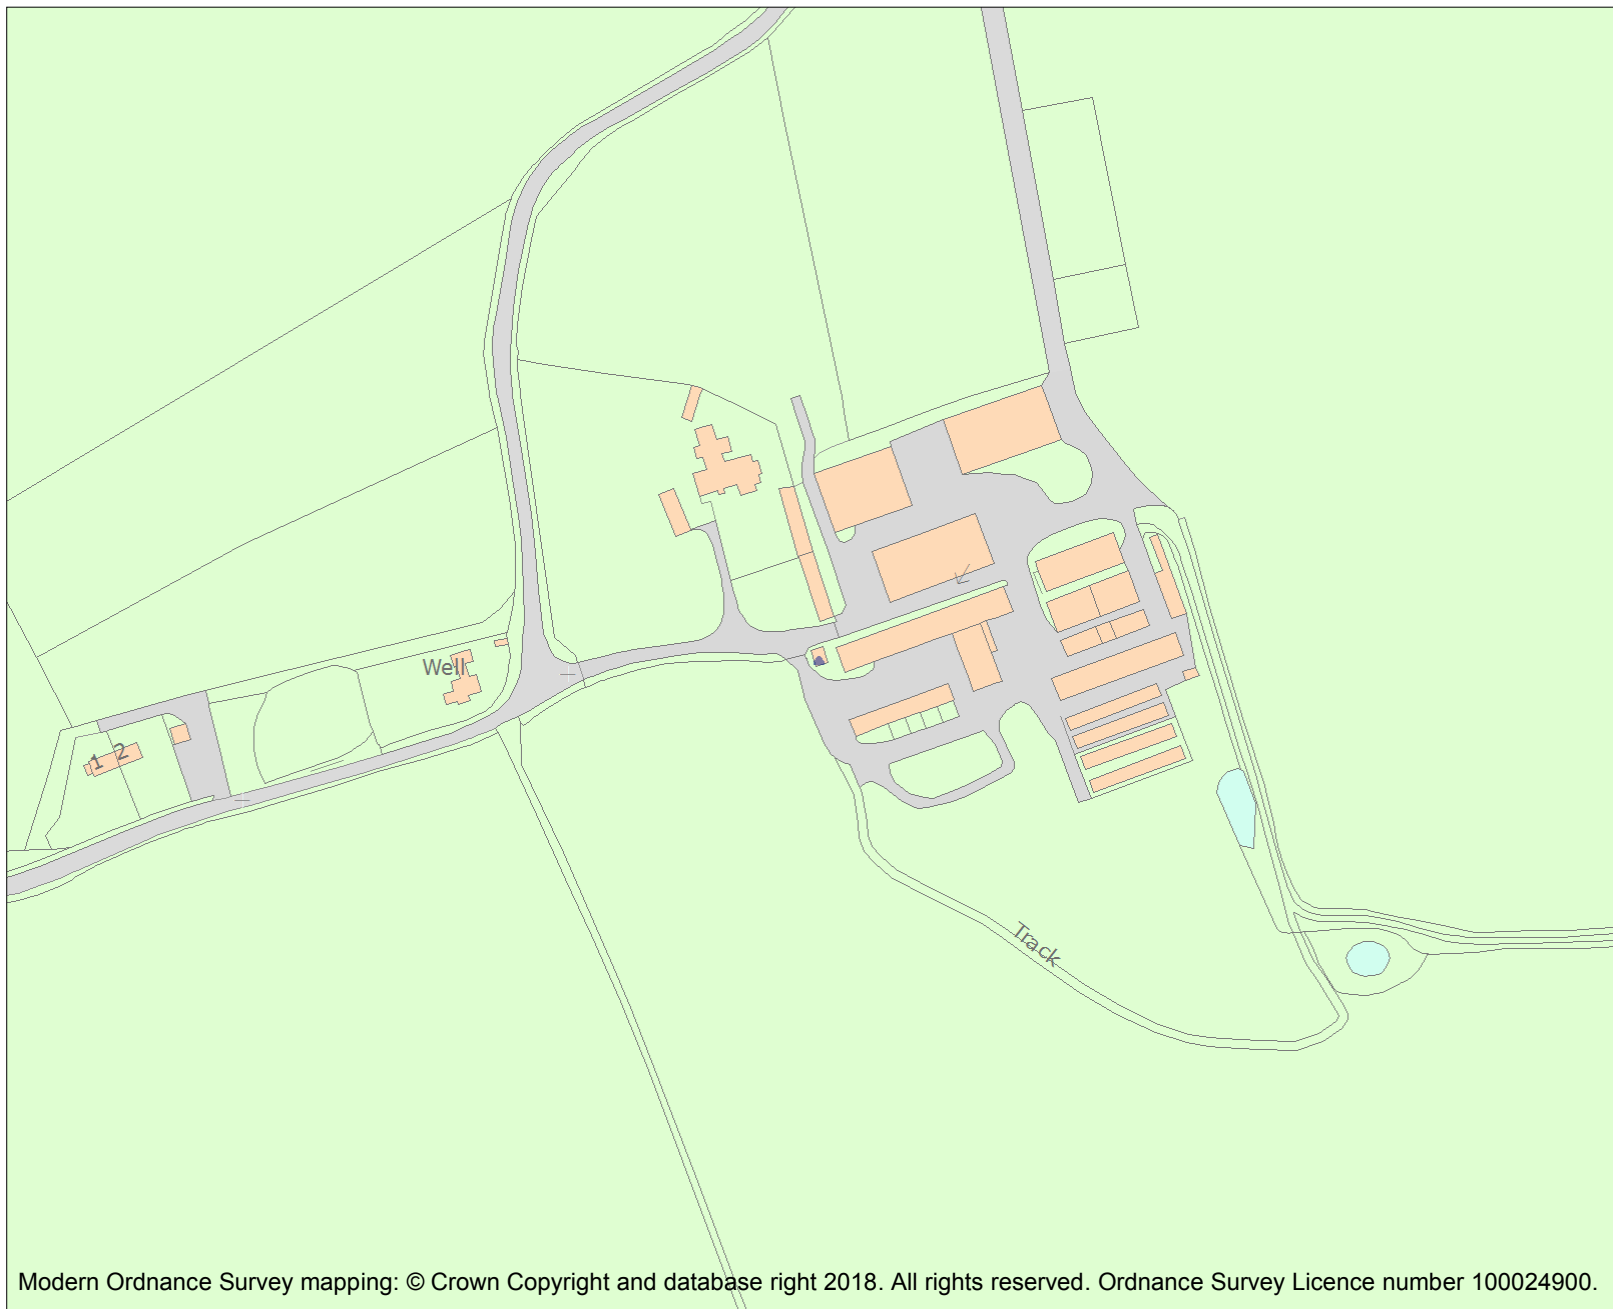 Well
1 2
Track
Modern Ordnance Survey mapping: © Crown Copyright and database right 2018. All rights reserved. Ordnance Survey Licence number 100024900.